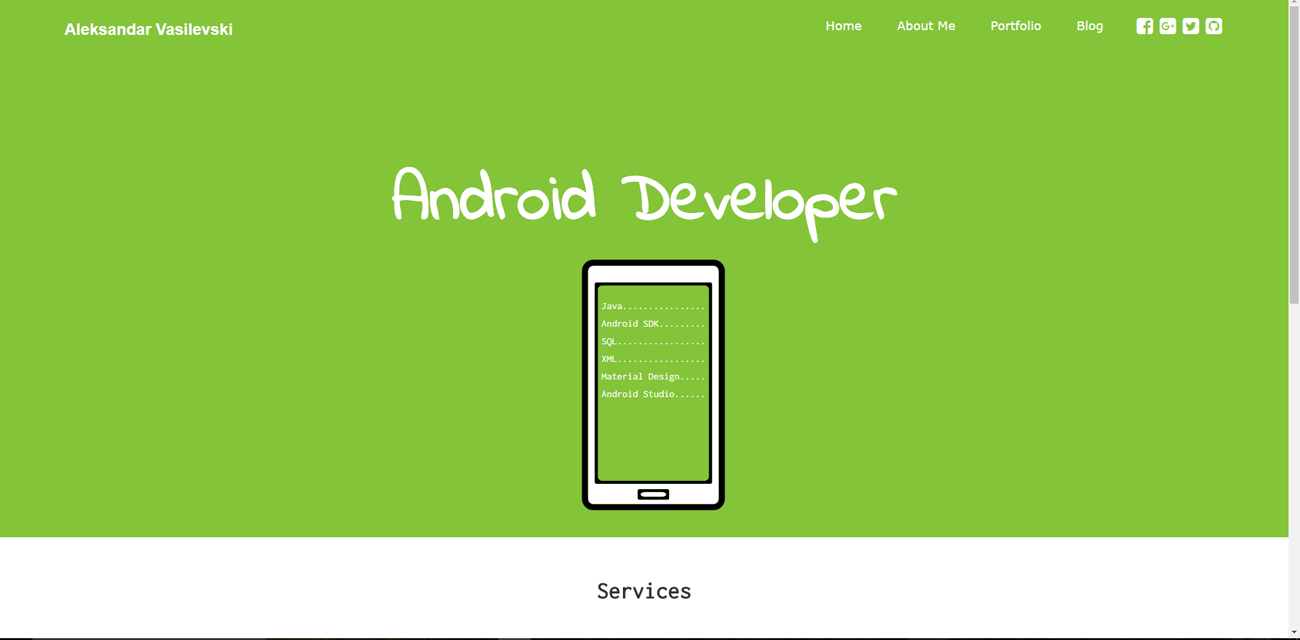 Aleksandar Vasilevski
Home About Me Portfolio Blog
Android Developer
Java................
Android SDK.........
SQL.................
XML.................
Material Design.....
Android Studio......
Services